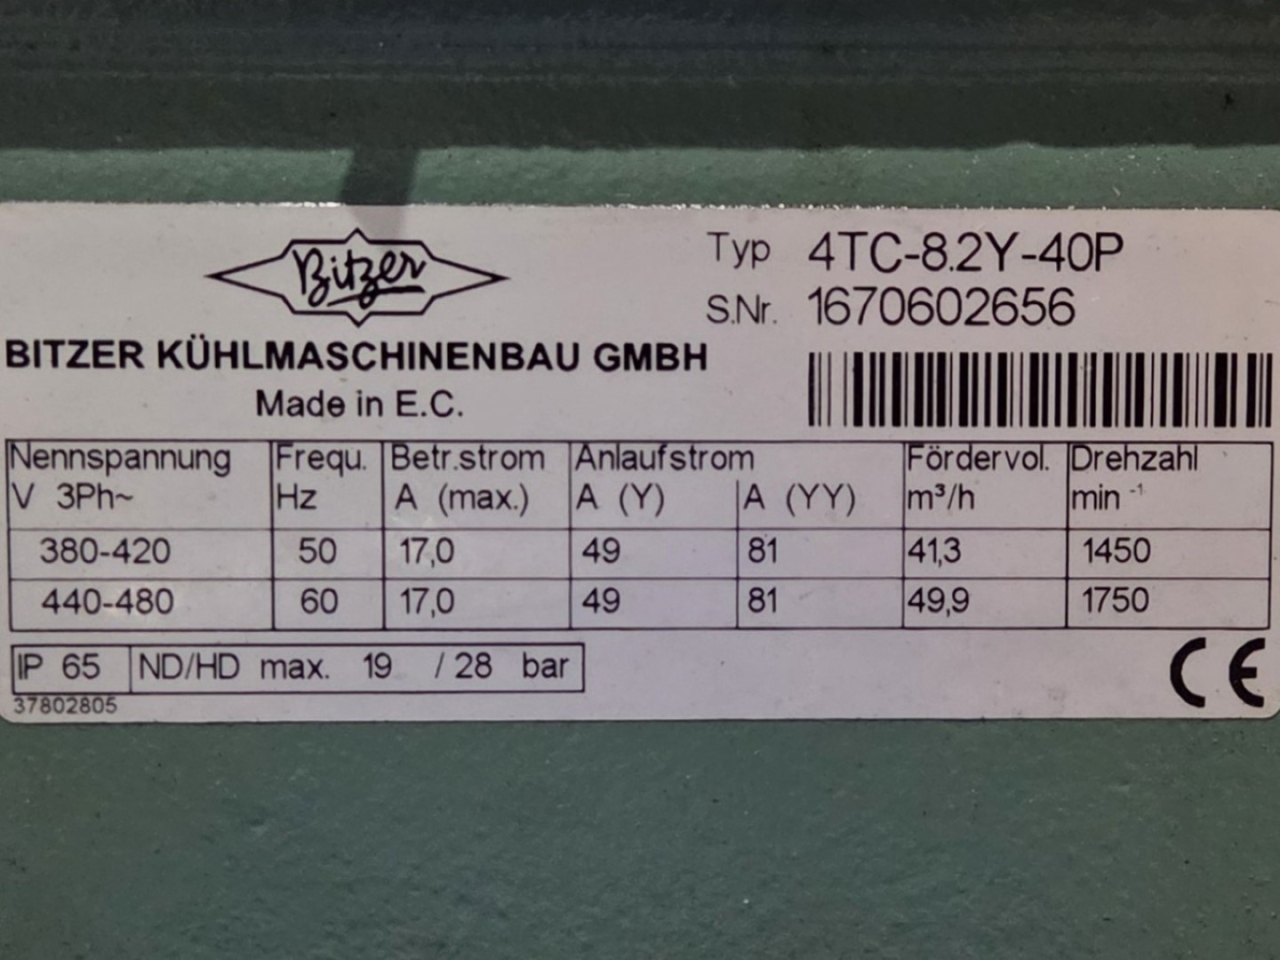 Bitzer
Typ 4TC-8.2Y-40P
S.Nr. 1670602656
BITZER KÜHLMASCHINENBAU GMBH
Made in E.C.
Nennspannung Frequ. Betr.strom Anlaufstrom Fördervol. Drehzahl
V 3Ph~ Hz A (max.) A (Y) A (YY) m³/h min -1
380-420 50 17,0 49 81 41,3 1450
440-480 60 17,0 49 81 49,9 1750
IP 65 ND/HD max. 19 / 28 bar
37802805
CE